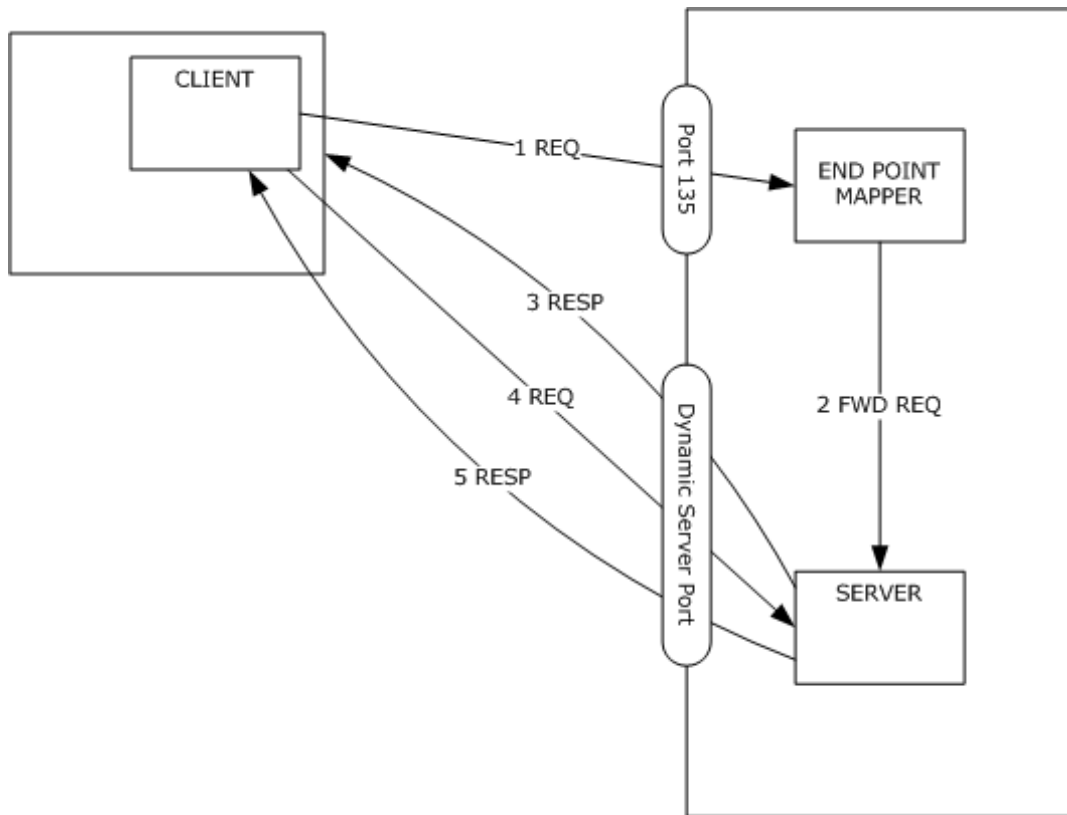 CLIENT
1 REQ
Port 135
END POINT
MAPPER
3 RESP
4 REQ
2 FWD REQ
5 RESP
Dynamic Server Port
SERVER